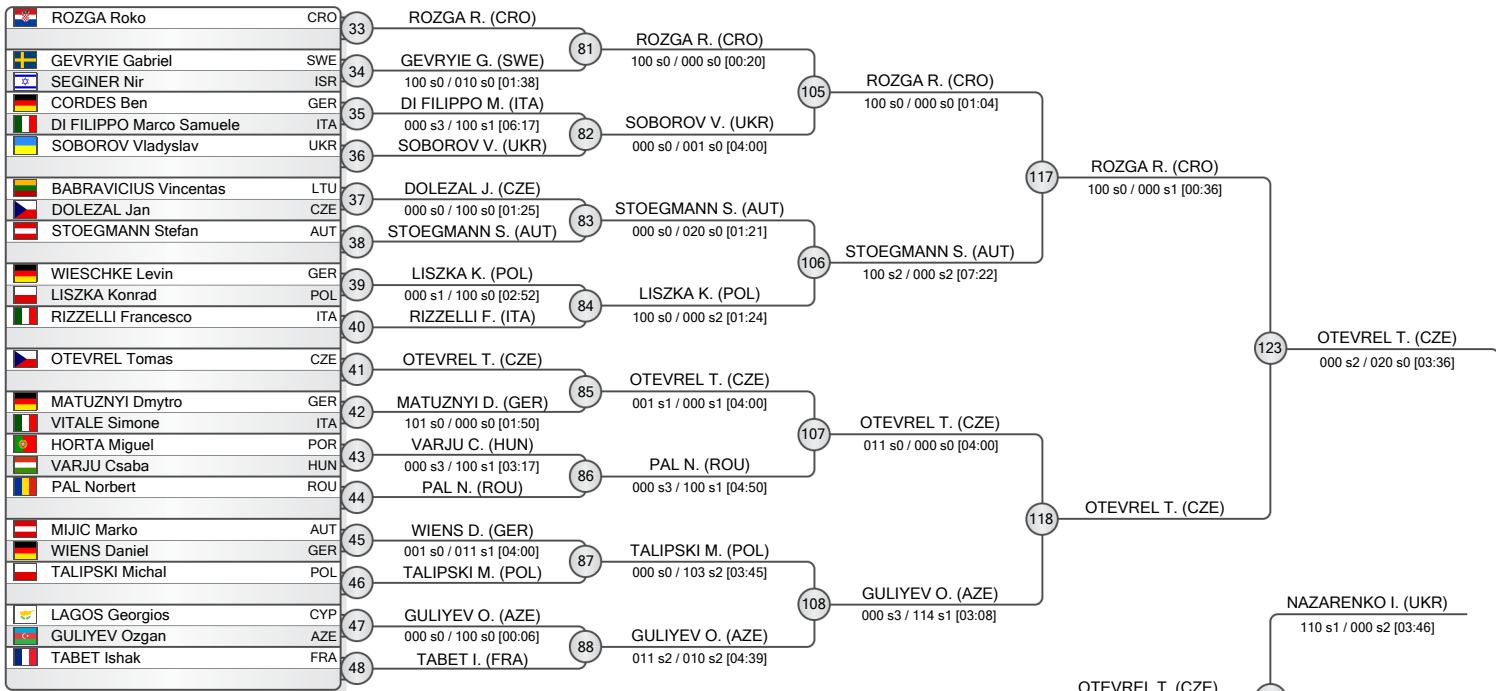 ROZGA Roko CRO
GEVRYIE Gabriel SWE
SEGINER Nir ISR
CORDES Ben GER
DI FILIPPO Marco Samuele ITA
SOBOROV Vladyslav UKR
BABRAVICIUS Vincentas LTU
DOLEZAL Jan CZE
STOEGMANN Stefan AUT
WIESCHKE Levin GER
LISZKA Konrad POL
RIZZELLI Francesco ITA
OTEVREL Tomas CZE
MATUZNYI Dmytro GER
VITALE Simone ITA
HORTA Miguel POR
VARJU Csaba HUN
PAL Norbert ROU
MIJIC Marko AUT
WIENS Daniel GER
TALIPSKI Michal POL
LAGOS Georgios CYP
GULIYEV Ozgan AZE
TABET Ishak FRA
33
ROZGA R. (CRO)
34
GEVRYIE G. (SWE)
100 s0 / 010 s0 [01:38]
35
DI FILIPPO M. (ITA)
000 s3 / 100 s1 [06:17]
36
SOBOROV V. (UKR)
37
DOLEZAL J. (CZE)
000 s0 / 100 s0 [01:25]
38
STOEGMANN S. (AUT)
39
LISZKA K. (POL)
000 s1 / 100 s0 [02:52]
40
RIZZELLI F. (ITA)
41
OTEVREL T. (CZE)
42
MATUZNYI D. (GER)
101 s0 / 000 s0 [01:50]
43
VARJU C. (HUN)
000 s3 / 100 s1 [03:17]
44
PAL N. (ROU)
45
WIENS D. (GER)
001 s0 / 011 s1 [04:00]
46
TALIPSKI M. (POL)
47
GULIYEV O. (AZE)
000 s0 / 100 s0 [00:06]
48
TABET I. (FRA)
81
ROZGA R. (CRO)
100 s0 / 000 s0 [00:20]
82
SOBOROV V. (UKR)
000 s0 / 001 s0 [04:00]
83
STOEGMANN S. (AUT)
000 s0 / 020 s0 [01:21]
84
LISZKA K. (POL)
100 s0 / 000 s2 [01:24]
85
OTEVREL T. (CZE)
001 s1 / 000 s1 [04:00]
86
PAL N. (ROU)
000 s3 / 100 s1 [04:50]
87
TALIPSKI M. (POL)
000 s0 / 103 s2 [03:45]
88
GULIYEV O. (AZE)
011 s2 / 010 s2 [04:39]
105
ROZGA R. (CRO)
100 s0 / 000 s0 [01:04]
106
STOEGMANN S. (AUT)
100 s2 / 000 s2 [07:22]
107
OTEVREL T. (CZE)
011 s0 / 000 s0 [04:00]
108
GULIYEV O. (AZE)
000 s3 / 114 s1 [03:08]
117
ROZGA R. (CRO)
100 s0 / 000 s1 [00:36]
118
OTEVREL T. (CZE)
123
OTEVREL T. (CZE)
000 s2 / 020 s0 [03:36]
NAZARENKO I. (UKR)
110 s1 / 000 s2 [03:46]
OTEVREL T. (CZE)